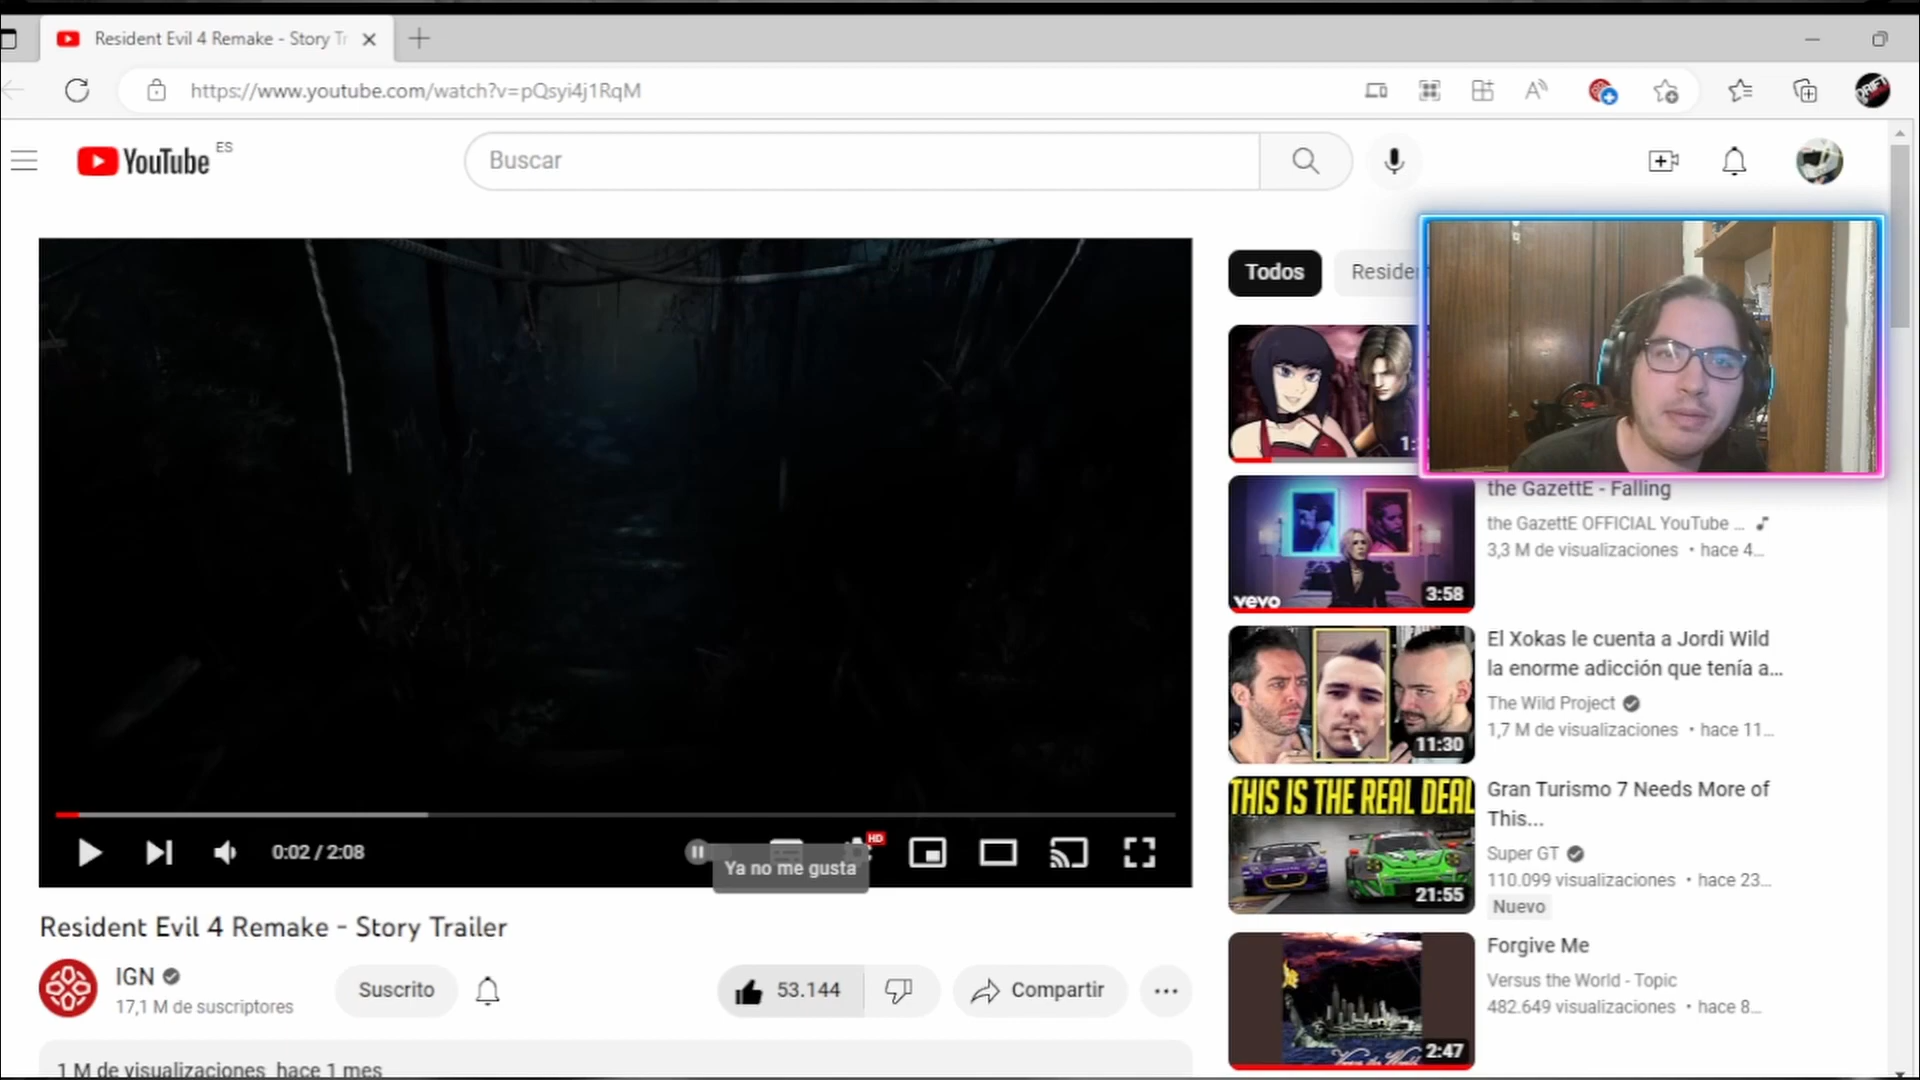 Resident Evil 4 Remake - Story Tr
https://www.youtube.com/watch?v=pQsyi4j1RqM
YouTube ES
Buscar
Todos
Residen
1:
the GazettE - Falling
the GazettE OFFICIAL YouTube ...
3,3 M de visualizaciones • hace 4...
vevo
3:58
El Xokas le cuenta a Jordi Wild
la enorme adicción que tenía a...
The Wild Project
1,7 M de visualizaciones • hace 11...
11:30
THIS IS THE REAL DEAL
Gran Turismo 7 Needs More of
This...
Super GT
110.099 visualizaciones • hace 23...
Nuevo
21:55
Forgive Me
Versus the World - Topic
482.649 visualizaciones • hace 8...
2:47
0:02 / 2:08
HD
Ya no me gusta
Resident Evil 4 Remake - Story Trailer
IGN
17,1 M de suscriptores
Suscrito
53.144
Compartir
1 M de visualizaciones hace 1 mes